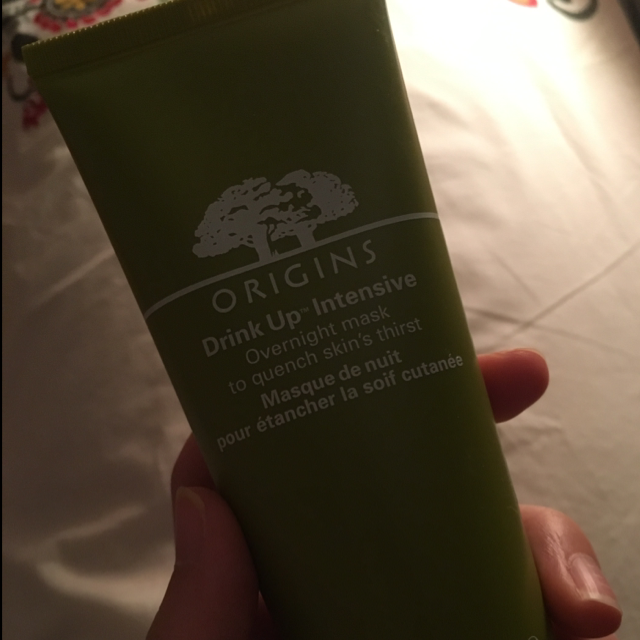 ORIGINS
Drink Up™ Intensive
Overnight mask
to quench skin's thirst
Masque de nuit
pour étancher la soif cutanée